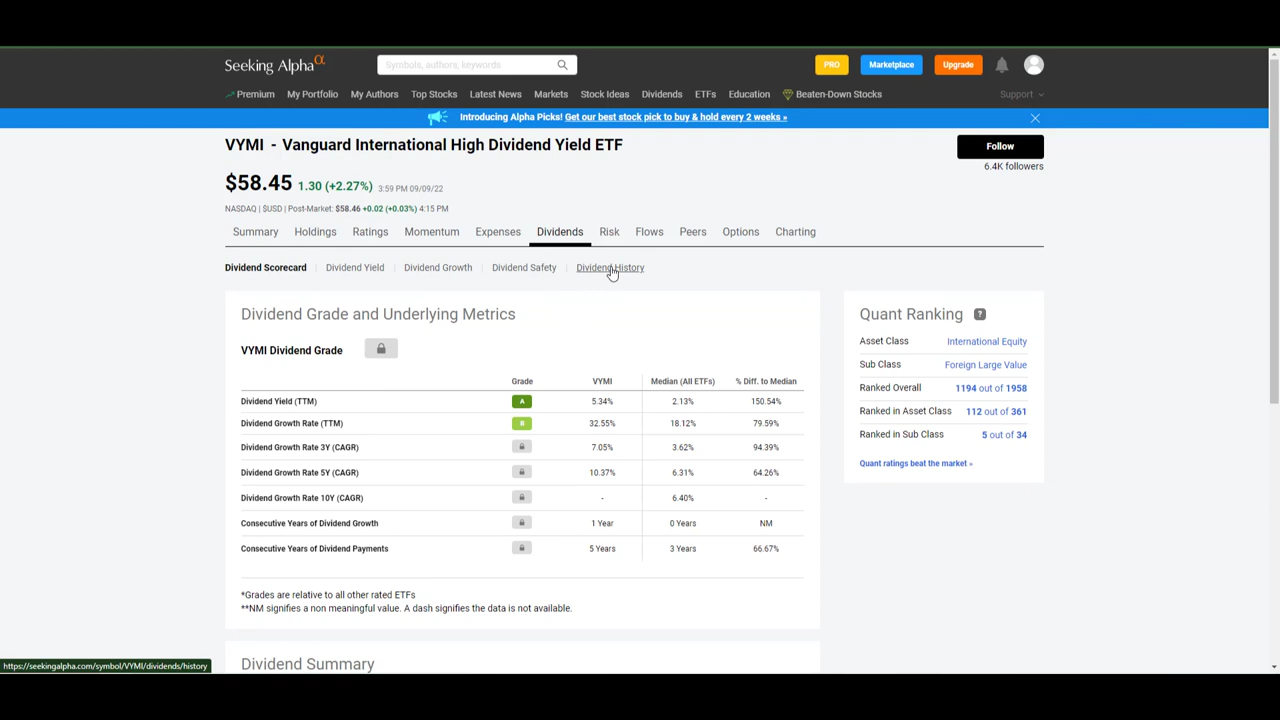 Seeking Alpha α
Symbols, authors, keywords
PRO
Marketplace
Upgrade
Premium My Portfolio My Authors Top Stocks Latest News Markets Stock Ideas Dividends ETFs Education Beaten-Down Stocks Support
Introducing Alpha Picks! Get our best stock pick to buy & hold every 2 weeks »
VYMI - Vanguard International High Dividend Yield ETF
Follow
6.4K followers
$58.45 1.30 (+2.27%) 3:59 PM 09/09/22
NASDAQ | $USD | Post-Market: $58.46 +0.02 (+0.03%) 4:15 PM
Summary Holdings Ratings Momentum Expenses Dividends Risk Flows Peers Options Charting
Dividend Scorecard | Dividend Yield | Dividend Growth | Dividend Safety | Dividend History
Dividend Grade and Underlying Metrics
VYMI Dividend Grade
Grade VYMI Median (All ETFs) % Diff. to Median
Dividend Yield (TTM) A 5.34% 2.13% 150.54%
Dividend Growth Rate (TTM) B 32.55% 18.12% 79.59%
Dividend Growth Rate 3Y (CAGR) 7.05% 3.62% 94.39%
Dividend Growth Rate 5Y (CAGR) 10.37% 6.31% 64.26%
Dividend Growth Rate 10Y (CAGR) - 6.40% -
Consecutive Years of Dividend Growth 1 Year 0 Years NM
Consecutive Years of Dividend Payments 5 Years 3 Years 66.67%
*Grades are relative to all other rated ETFs
**NM signifies a non meaningful value. A dash signifies the data is not available.
Dividend Summary
Quant Ranking ?
Asset Class International Equity
Sub Class Foreign Large Value
Ranked Overall 1194 out of 1958
Ranked in Asset Class 112 out of 361
Ranked in Sub Class 5 out of 34
Quant ratings beat the market »
https://seekingalpha.com/symbol/VYMI/dividends/history